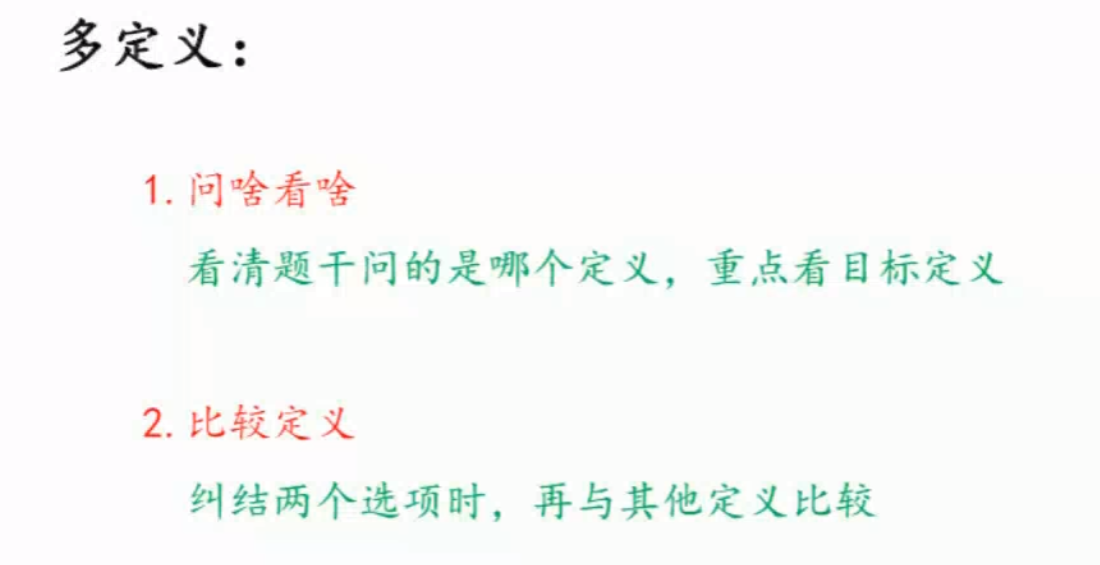 多定义：
1. 问啥看啥
看清题干问的是哪个定义，重点看目标定义
2. 比较定义
纠结两个选项时，再与其他定义比较